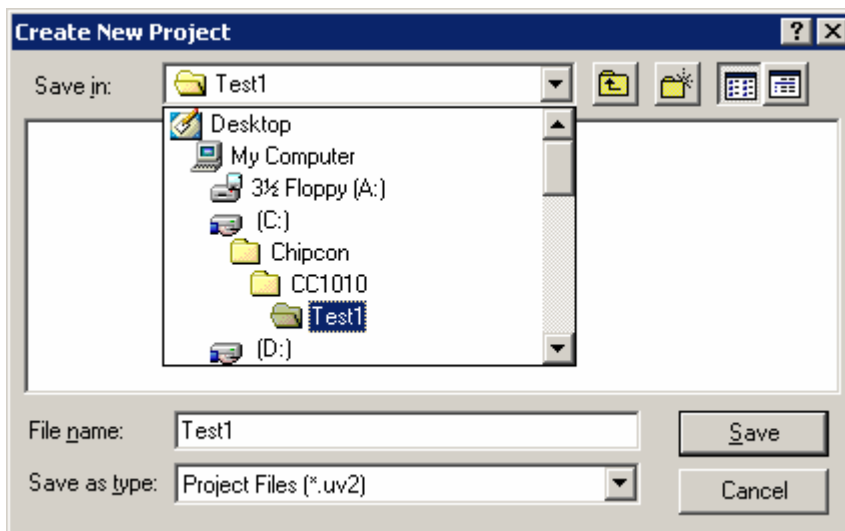 Create New Project
Save in: Test1
Desktop
My Computer
3½ Floppy (A:)
(C:)
Chipcon
CC1010
Test1
(D:)
File name: Test1 Save
Save as type: Project Files (*.uv2) Cancel